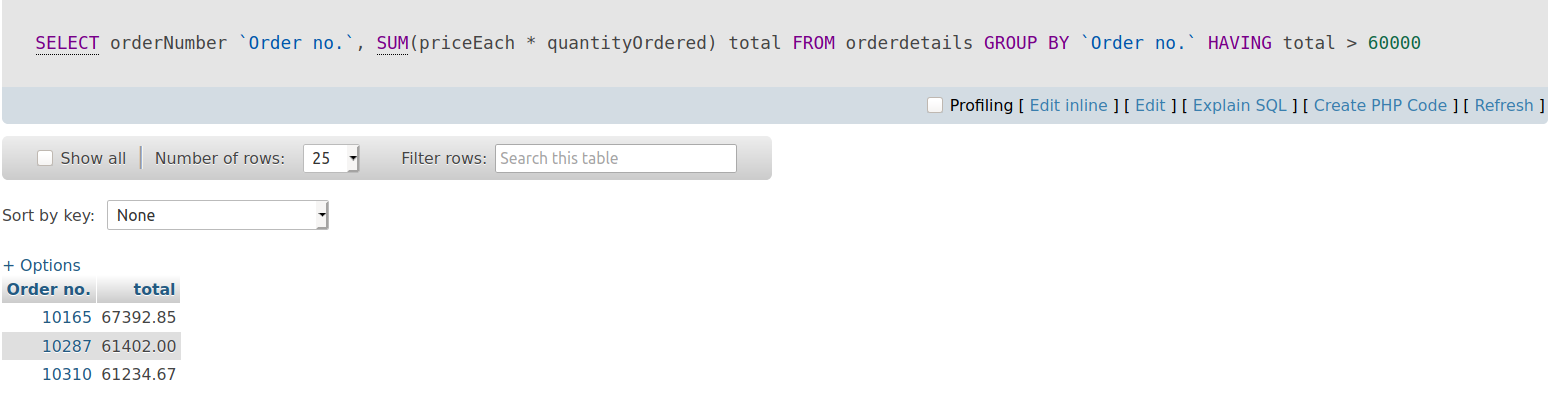 SELECT orderNumber `Order no.`, SUM(priceEach * quantityOrdered) total FROM orderdetails GROUP BY `Order no.` HAVING total > 60000
Profiling [ Edit inline ] [ Edit ] [ Explain SQL ] [ Create PHP Code ] [ Refresh ]
Show all Number of rows: 25 Filter rows: Search this table
Sort by key: None
+ Options
Order no. total
10165 67392.85
10287 61402.00
10310 61234.67